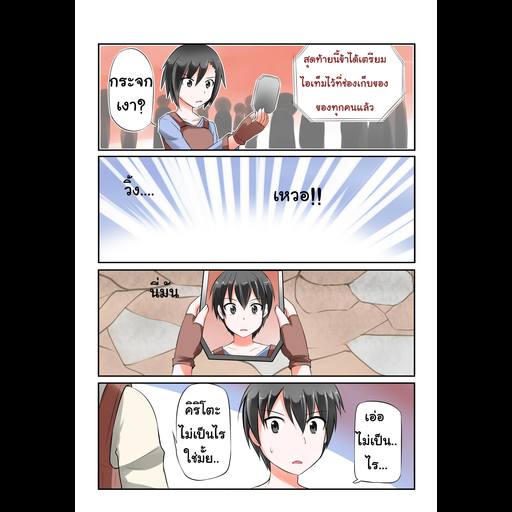 สุดท้ายนี้ข้าได้เตรียม
ไอเท็มไว้ที่ช่องเก็บของ
ของทุกคนแล้ว
กระจก
เงา?
วิ้ง....
เหวอ!!
นี่มัน
คิริโตะ
ไม่เป็นไร
ใช่มั้ย..
เอ่อ
ไม่เป็น..
ไร...